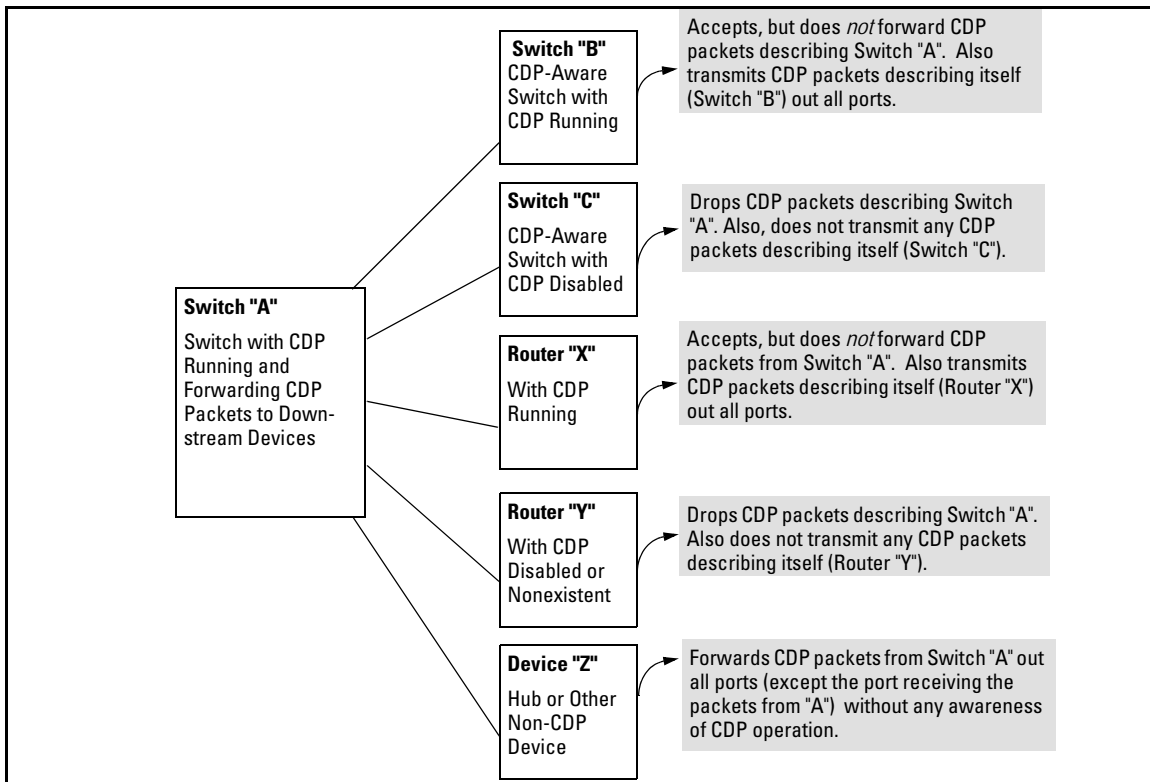 Switch "A"
Switch with CDP
Running and
Forwarding CDP
Packets to Down-
stream Devices
Switch "B"
CDP-Aware
Switch with
CDP Running
Accepts, but does not forward CDP
packets describing Switch "A".  Also
transmits CDP packets describing itself
(Switch "B") out all ports.
Switch "C"
CDP-Aware
Switch with
CDP Disabled
Drops CDP packets describing Switch
"A". Also, does not transmit any CDP
packets describing itself (Switch "C").
Router "X"
With CDP
Running
Accepts, but does not forward CDP
packets from Switch "A".  Also transmits
CDP packets describing itself (Router "X")
out all ports.
Router "Y"
With CDP
Disabled or
Nonexistent
Drops CDP packets describing Switch "A".
Also does not transmit any CDP packets
describing itself (Router "Y").
Device "Z"
Hub or Other
Non-CDP
Device
Forwards CDP packets from Switch "A" out
all ports (except the port receiving the
packets from "A")  without any awareness
of CDP operation.